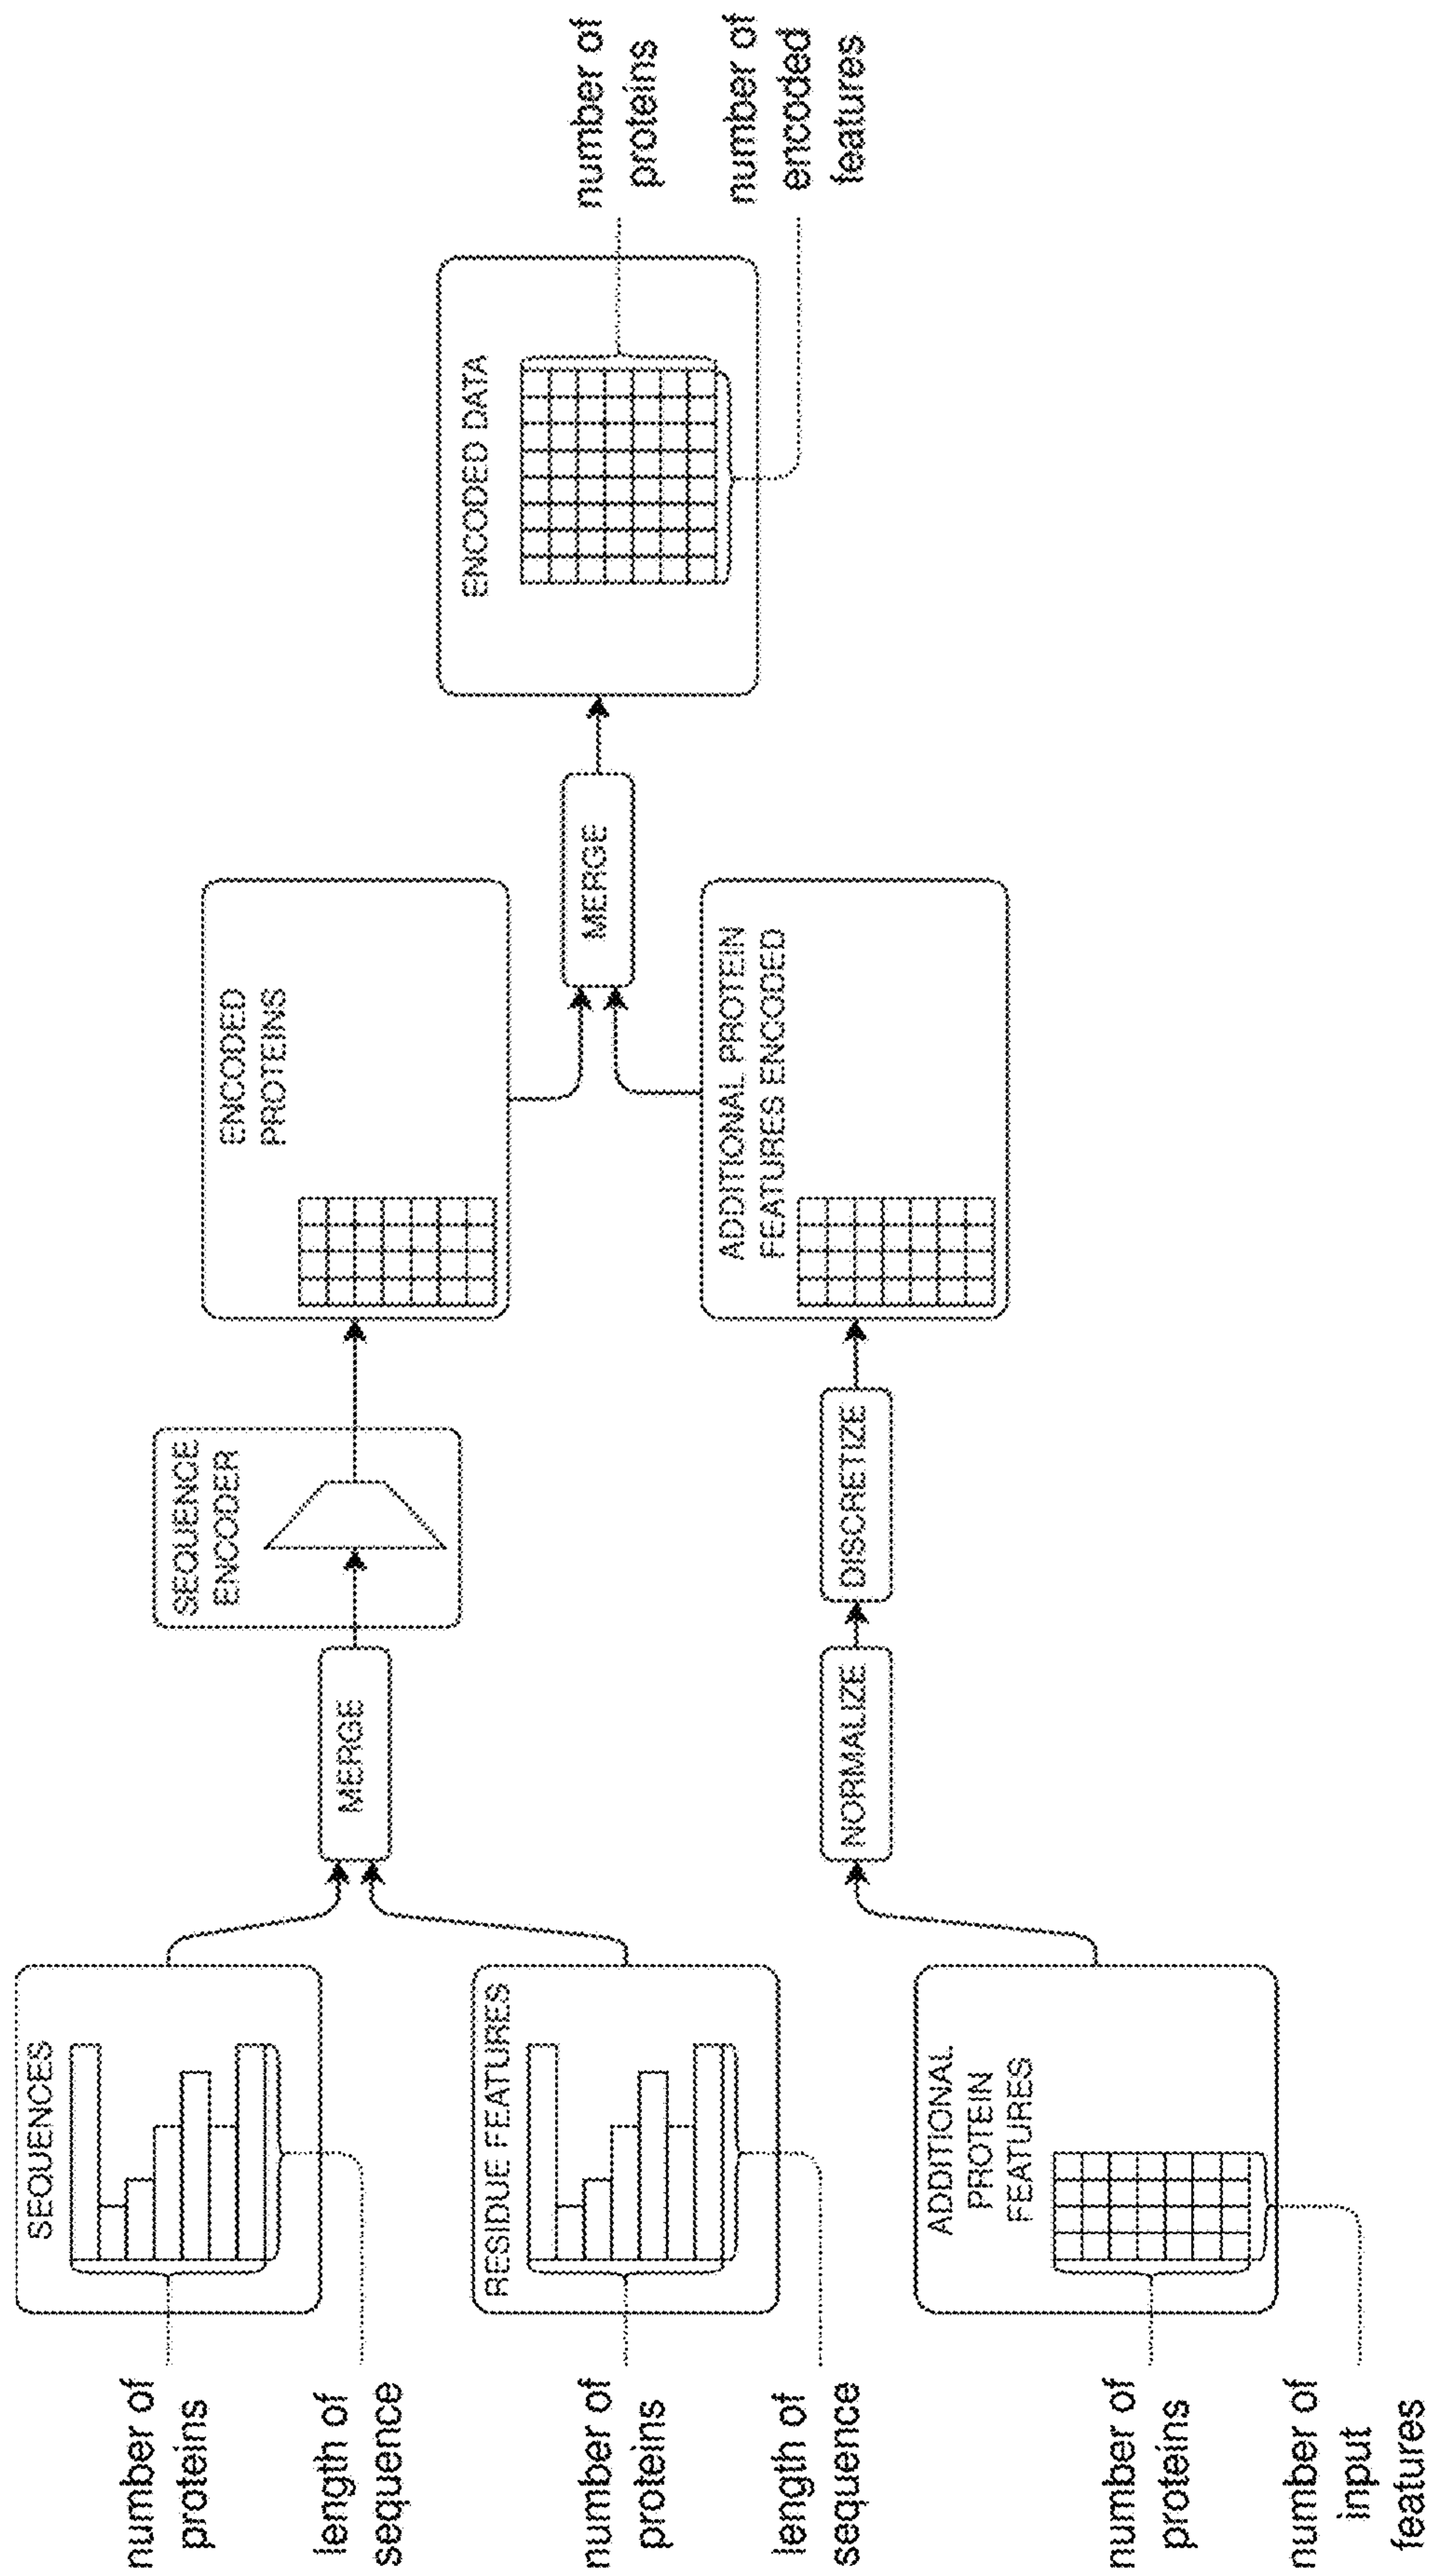 SEQUENCES
number of
proteins
length of
sequence
RESIDUE FEATURES
number of
proteins
length of
sequence
ADDITIONAL
PROTEIN
FEATURES
number of
proteins
number of
input
features
MERGE
SEQUENCE
ENCODER
NORMALIZE
DISCRETIZE
ENCODED
PROTEINS
ADDITIONAL PROTEIN
FEATURES ENCODED
MERGE
ENCODED DATA
number of
proteins
number of
encoded
features